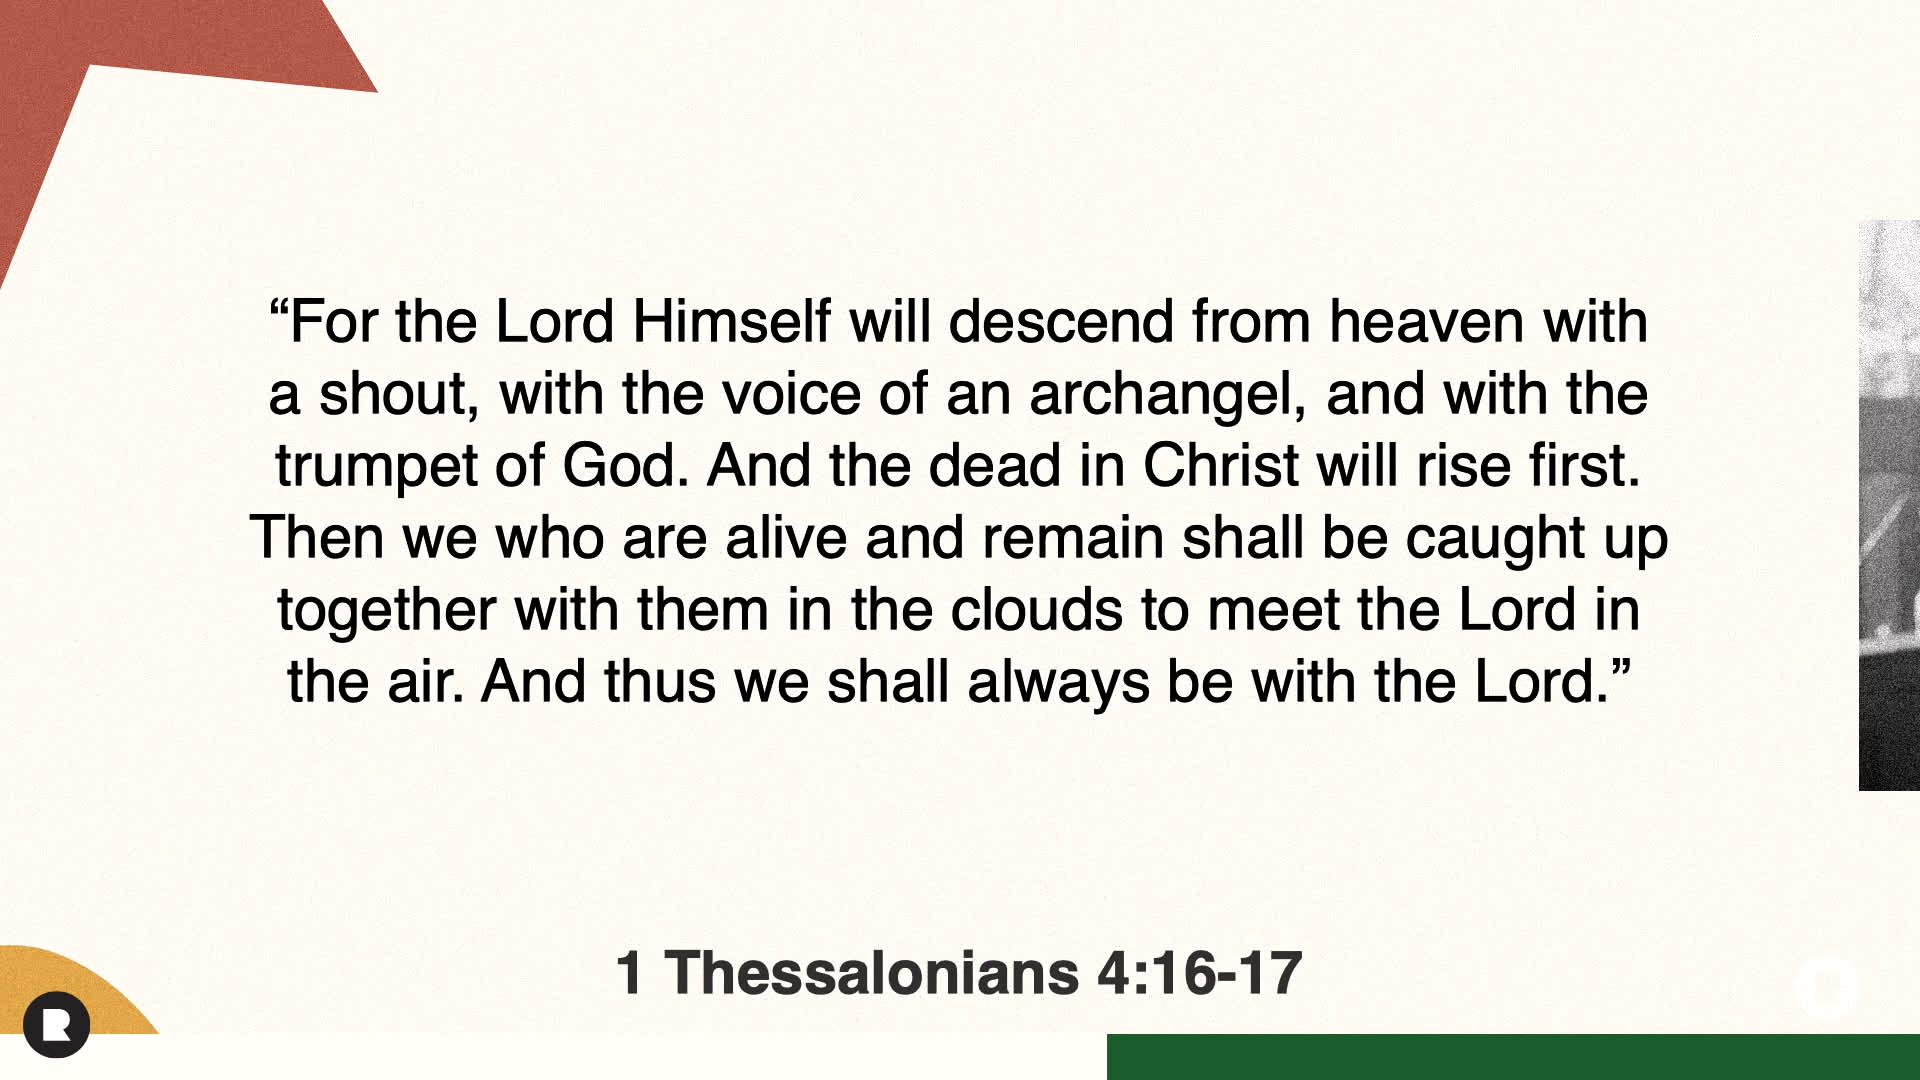 “For the Lord Himself will descend from heaven with
a shout, with the voice of an archangel, and with the
trumpet of God. And the dead in Christ will rise first.
Then we who are alive and remain shall be caught up
together with them in the clouds to meet the Lord in
the air. And thus we shall always be with the Lord.”
1 Thessalonians 4:16-17
R